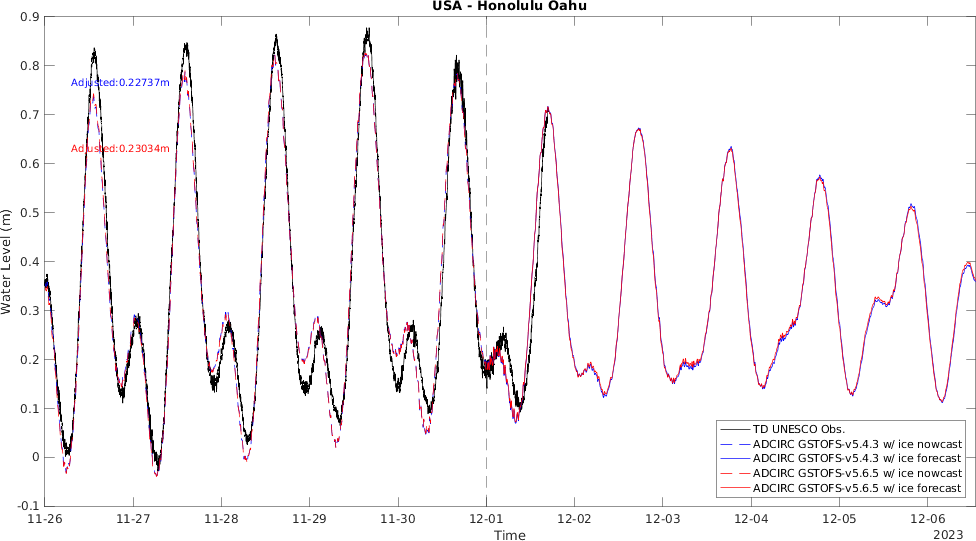 USA - Honolulu Oahu
0.9
0.8
0.7
0.6
0.5
0.4
0.3
0.2
0.1
0
-0.1
Water Level (m)
Adjusted:0.22737m
Adjusted:0.23034m
TD UNESCO Obs.
ADCIRC GSTOFS-v5.4.3 w/ ice nowcast
ADCIRC GSTOFS-v5.4.3 w/ ice forecast
ADCIRC GSTOFS-v5.6.5 w/ ice nowcast
ADCIRC GSTOFS-v5.6.5 w/ ice forecast
11-26 11-27 11-28 11-29 11-30 12-01 12-02 12-03 12-04 12-05 12-06
Time
2023